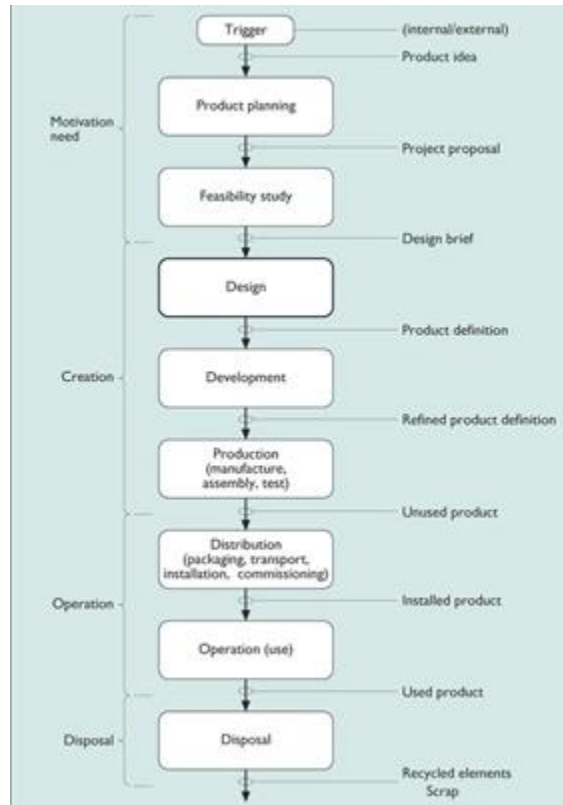 Trigger
(internal/external)
Product idea
Product planning
Motivation
need
Project proposal
Feasibility study
Design brief
Design
Product definition
Creation
Development
Refined product definition
Production
(manufacture,
assembly, test)
Unused product
Distribution
(packaging, transport,
installation, commissioning)
Operation
Installed product
Operation (use)
Used product
Disposal
Disposal
Recycled elements
Scrap